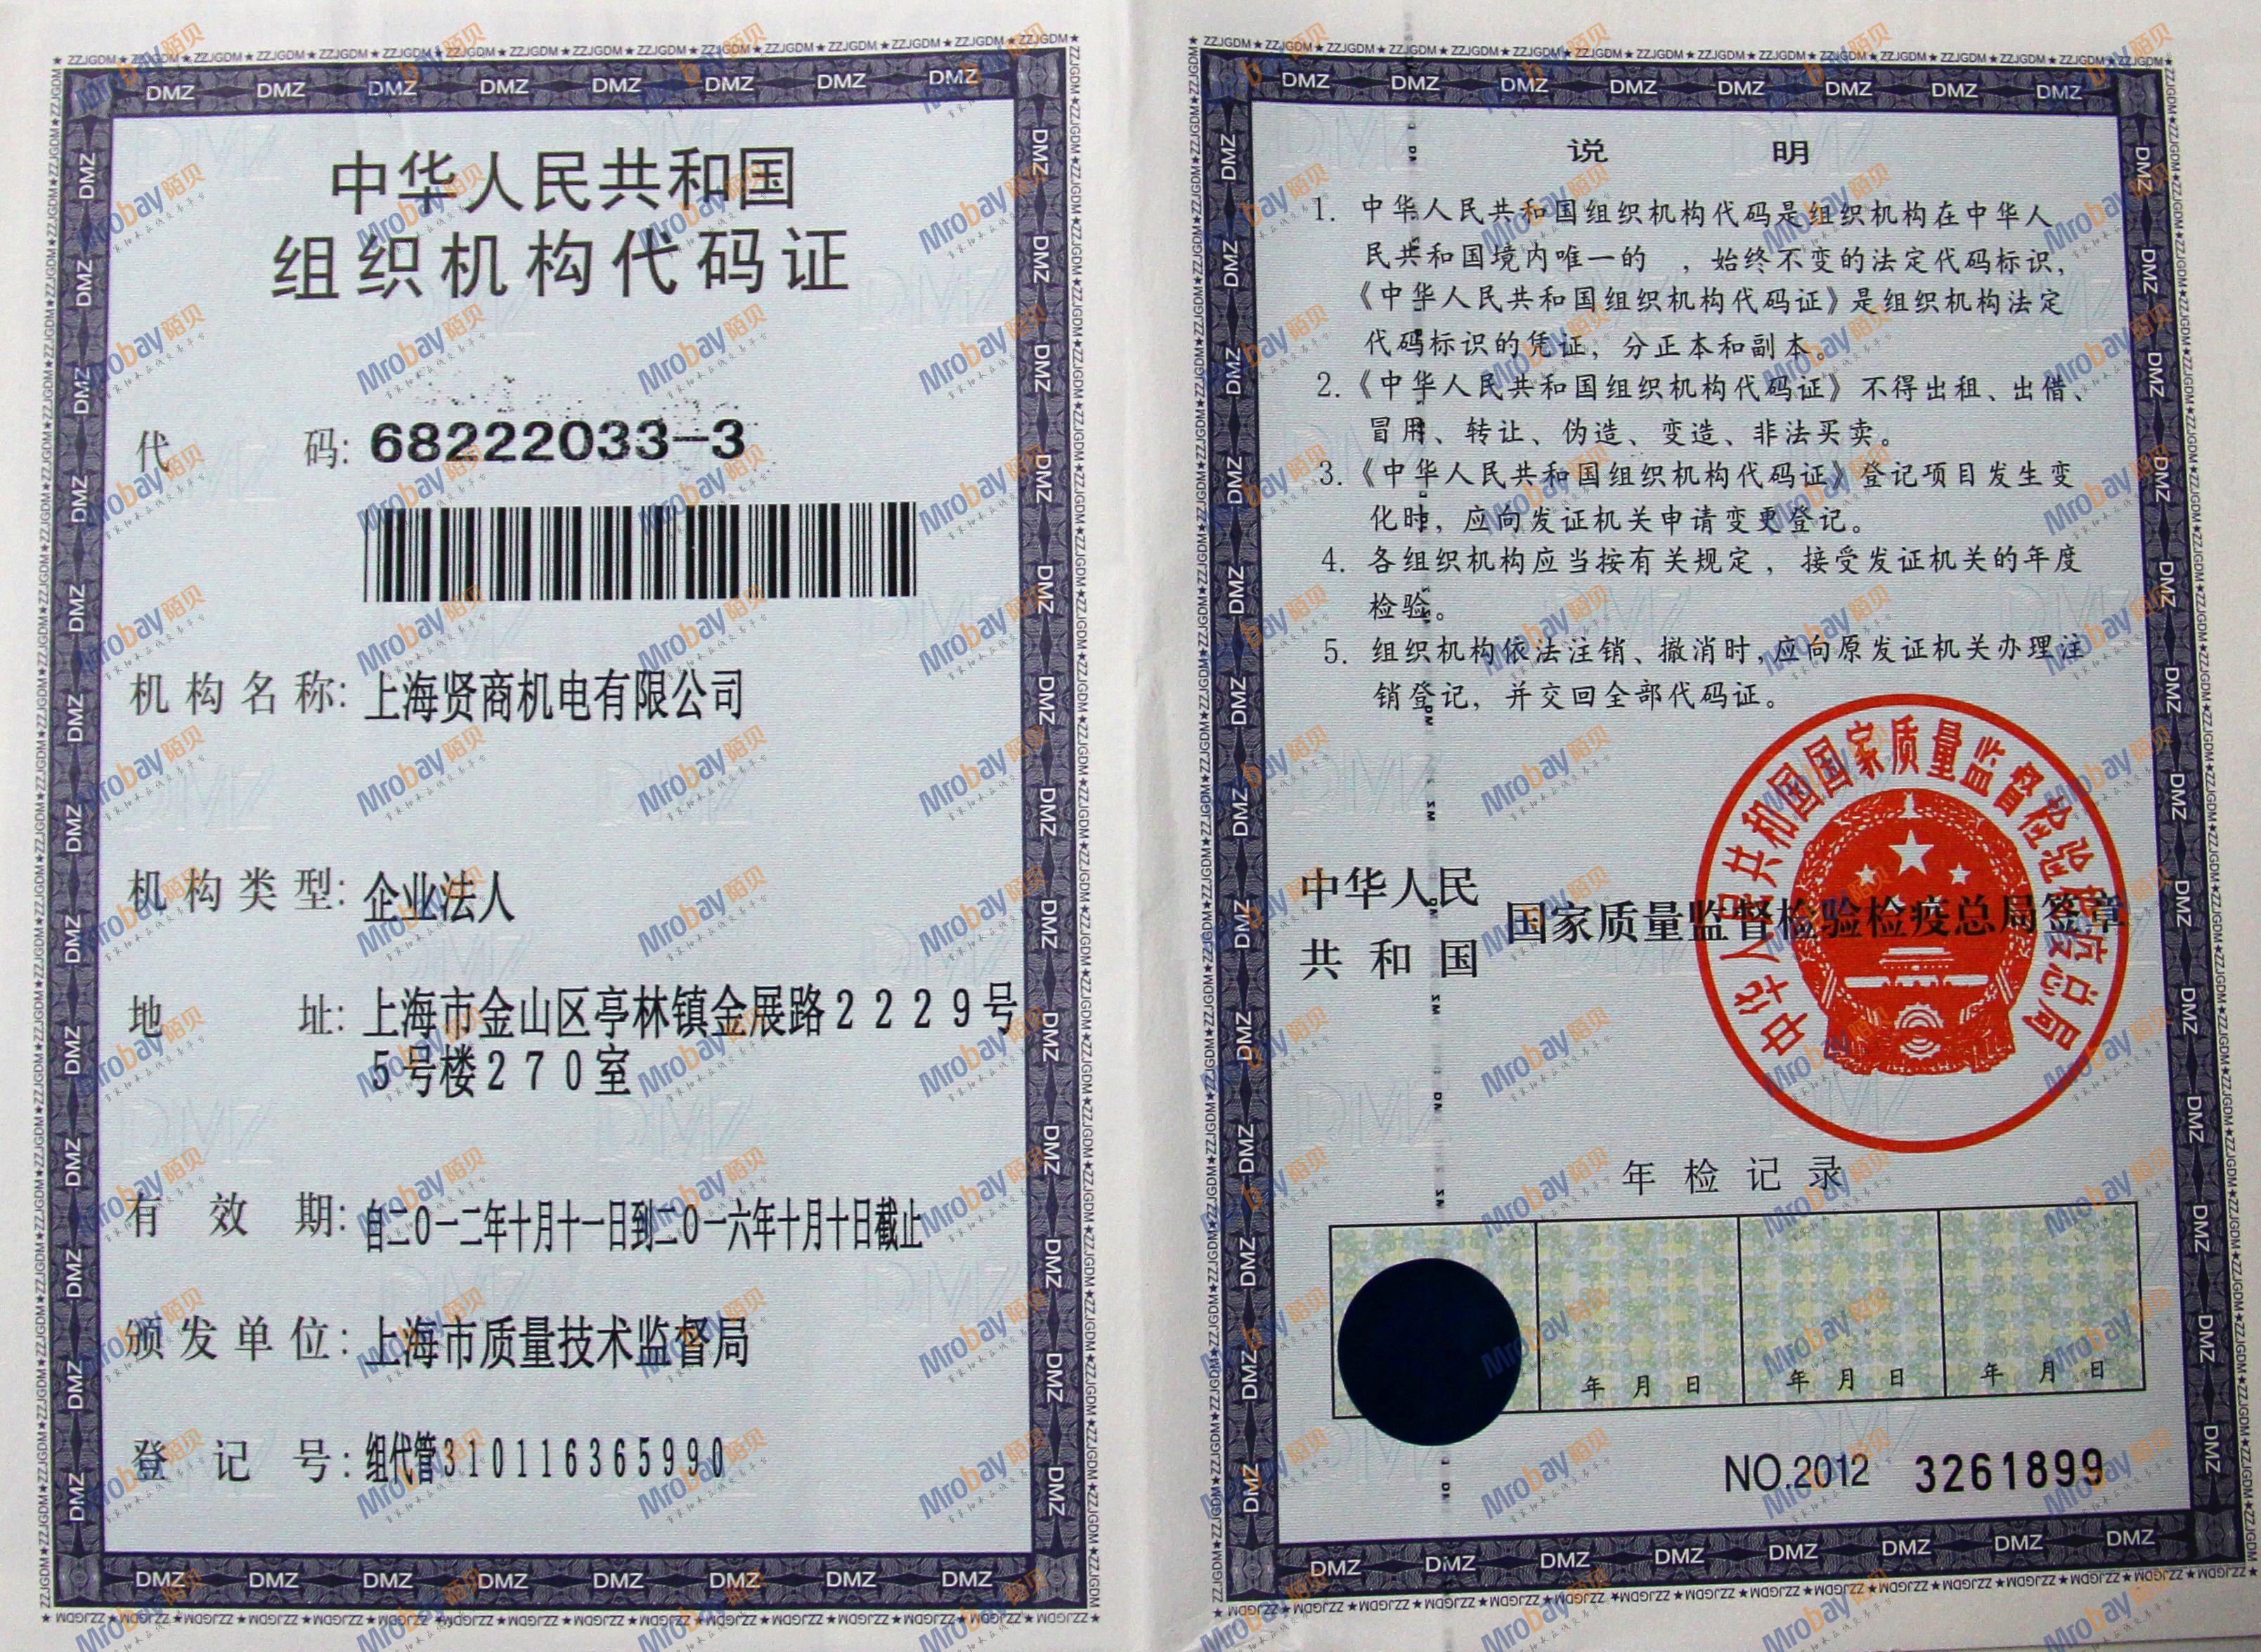 中华人民共和国
组织机构代码证
代 码: 68222033-3
机构名称: 上海贤商机电有限公司
机构类型: 企业法人
地 址: 上海市金山区亭林镇金展路2229号
5号楼270室
有 效 期: 自二0一二年十月十一日到二0一六年十月十日截止
颁发单位: 上海市质量技术监督局
登 记 号: 组代管310116365990
说 明
1. 中华人民共和国组织机构代码是组织机构在中华人
民共和国境内唯一的 ，始终不变的法定代码标识，
《中华人民共和国组织机构代码证》是组织机构法定
代码标识的凭证，分正本和副本。
2.《中华人民共和国组织机构代码证》不得出租、出借、
冒用、转让、伪造、变造、非法买卖。
3.《中华人民共和国组织机构代码证》登记项目发生变
化时，应向发证机关申请变更登记。
4. 各组织机构应当按有关规定，接受发证机关的年度
检验。
5. 组织机构依法注销、撤消时，应向原发证机关办理注
销登记，并交回全部代码证。
中华人民共和国国家质量监督检验检疫总局
中华人民
共和国
国家质量监督检验检疫总局签章
年检记录
年 月 日 年 月 日 年 月 日
NO.2012 3261899
DMZ
ZZJGDM
Mrobay陌贝